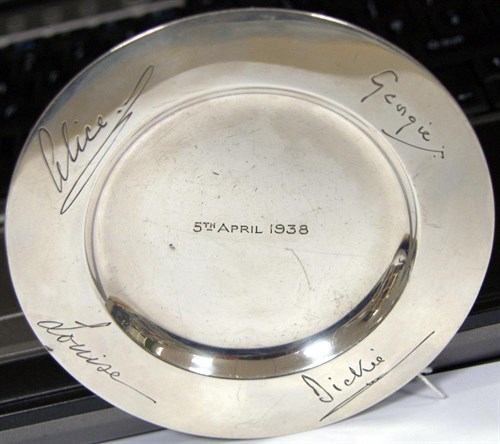 Alice
Georgie
5TH APRIL 1938
Louise
Dickie